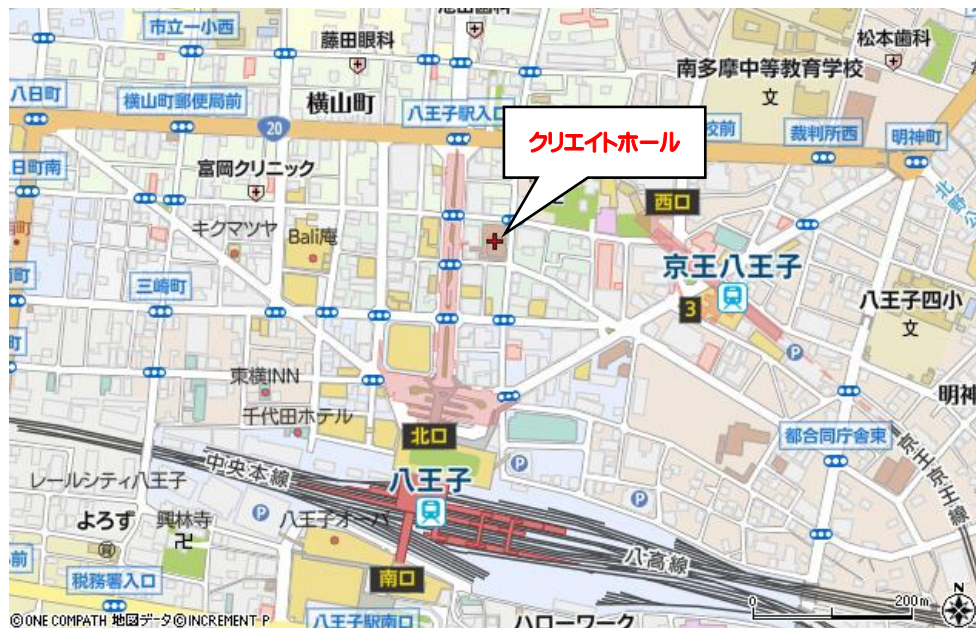 市立一小西
藤田眼科
松本歯科
南多摩中等教育学校
文
八日町
横山町郵便局前
横山町
八王子駅入口
20
校前
裁判所西
明神町
クリエイトホール
日町南
富岡クリニック
西口
キクマツヤ
Bali庵
京王八王子
三崎町
3
八王子四小
文
東横INN
千代田ホテル
明神
北口
都合同庁舎東
中央本線
八王子
京王京王線
レールシティ八王子
よろず
興林寺
八王子オーパ
八高線
税務署入口
南口
N
0
200m
©ONE COMPATH 地図データ©INCREMENT P
八王子駅南口
ハローワーク